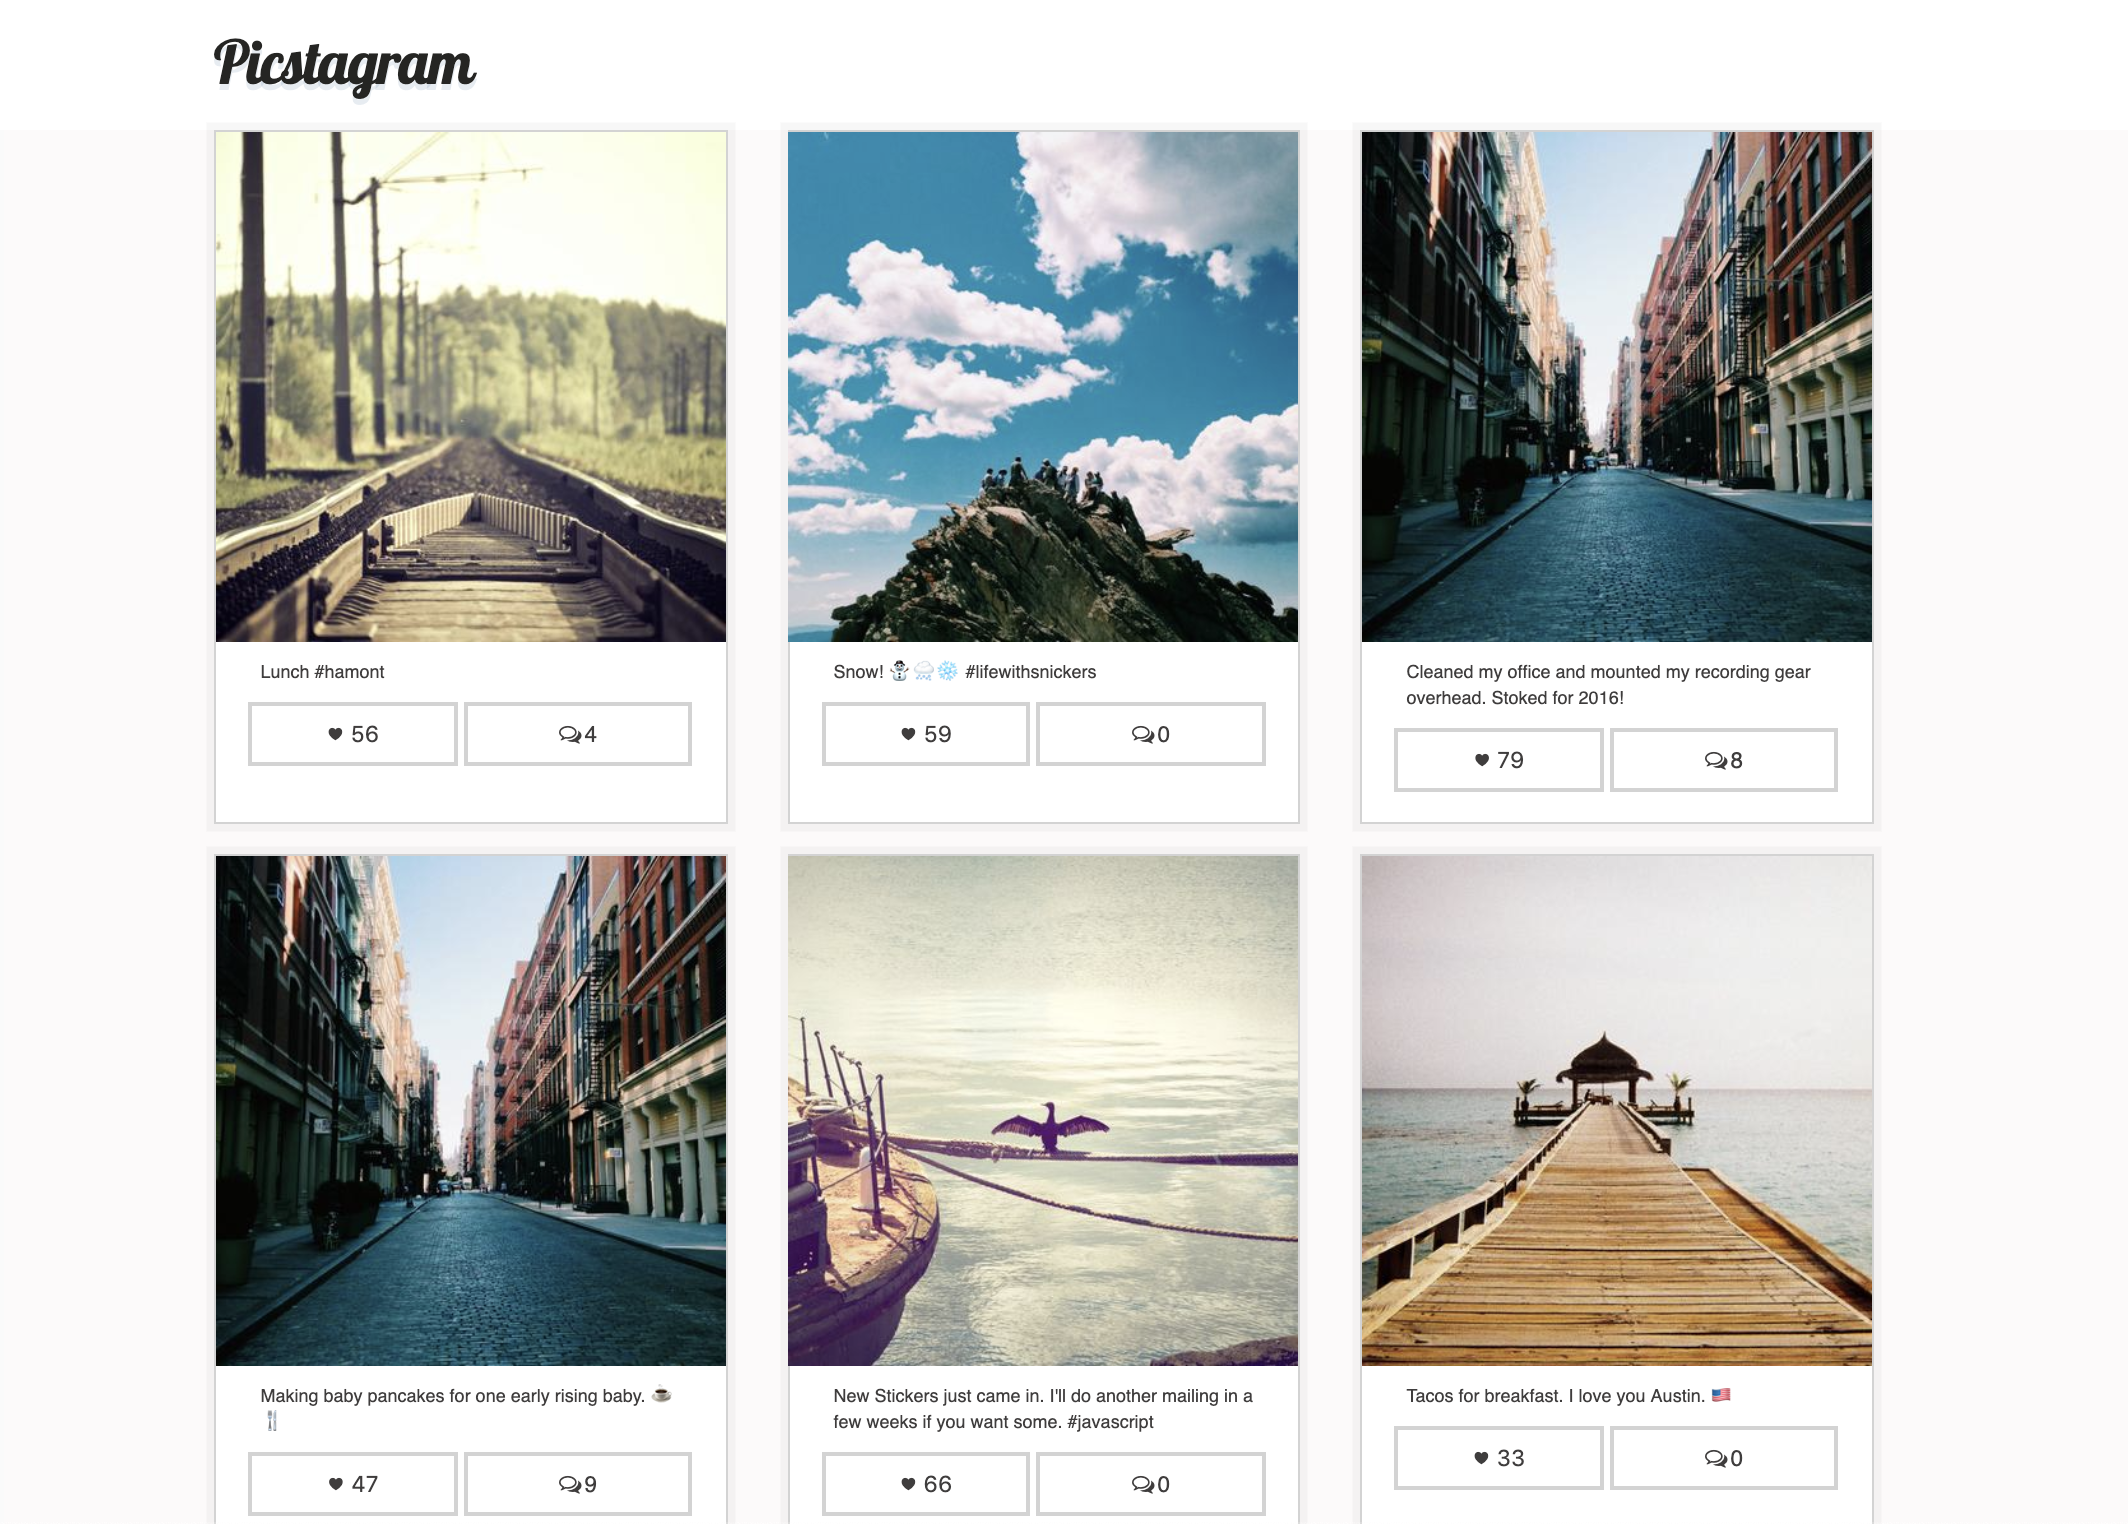 Picstagram
Lunch #hamont
56
4
Snow! ⛄🌧❄ #lifewithsnickers
59
0
Cleaned my office and mounted my recording gear
overhead. Stoked for 2016!
79
8
Making baby pancakes for one early rising baby. ☕
🍴
47
9
New Stickers just came in. I'll do another mailing in a
few weeks if you want some. #javascript
66
0
Tacos for breakfast. I love you Austin. 🇺🇸
33
0